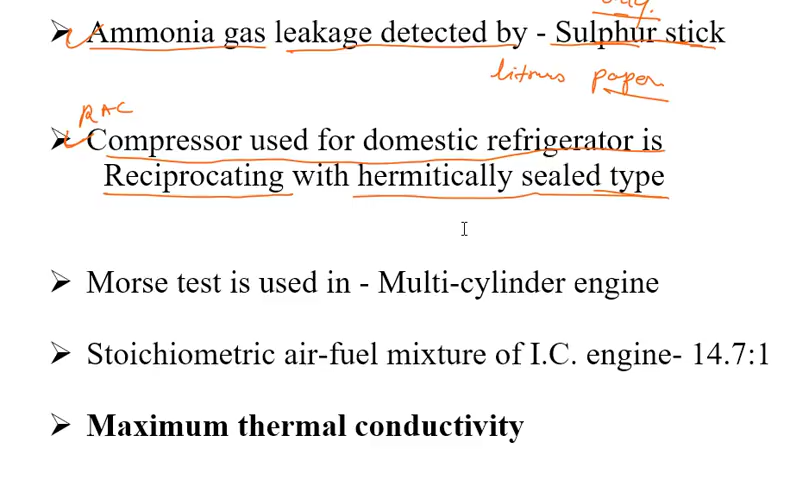 ➢ Ammonia gas leakage detected by - Sulphur stick
litmus paper
RAC
➢ Compressor used for domestic refrigerator is
Reciprocating with hermitically sealed type
➢ Morse test is used in - Multi-cylinder engine
➢ Stoichiometric air-fuel mixture of I.C. engine- 14.7:1
➢ Maximum thermal conductivity